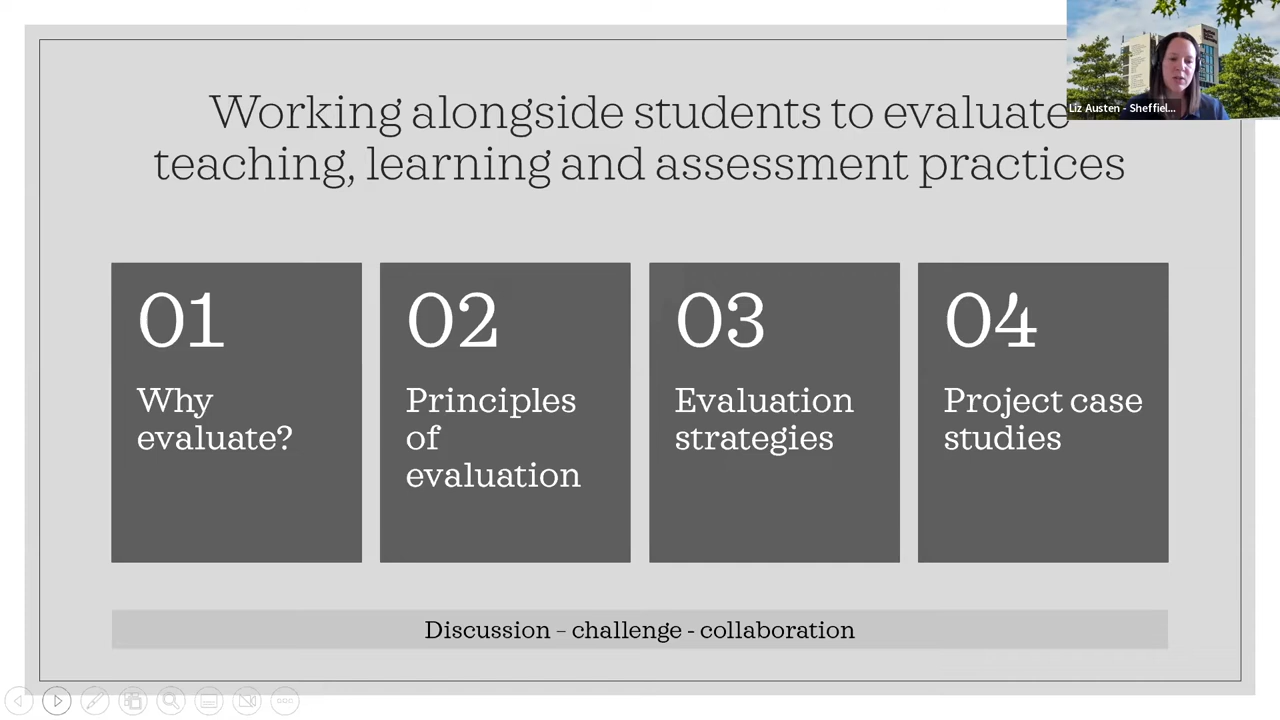 Working alongside students to evaluate
teaching, learning and assessment practices
Liz Austen - Sheffiel...
01
Why
evaluate?
02
Principles
of
evaluation
03
Evaluation
strategies
04
Project case
studies
Discussion – challenge - collaboration